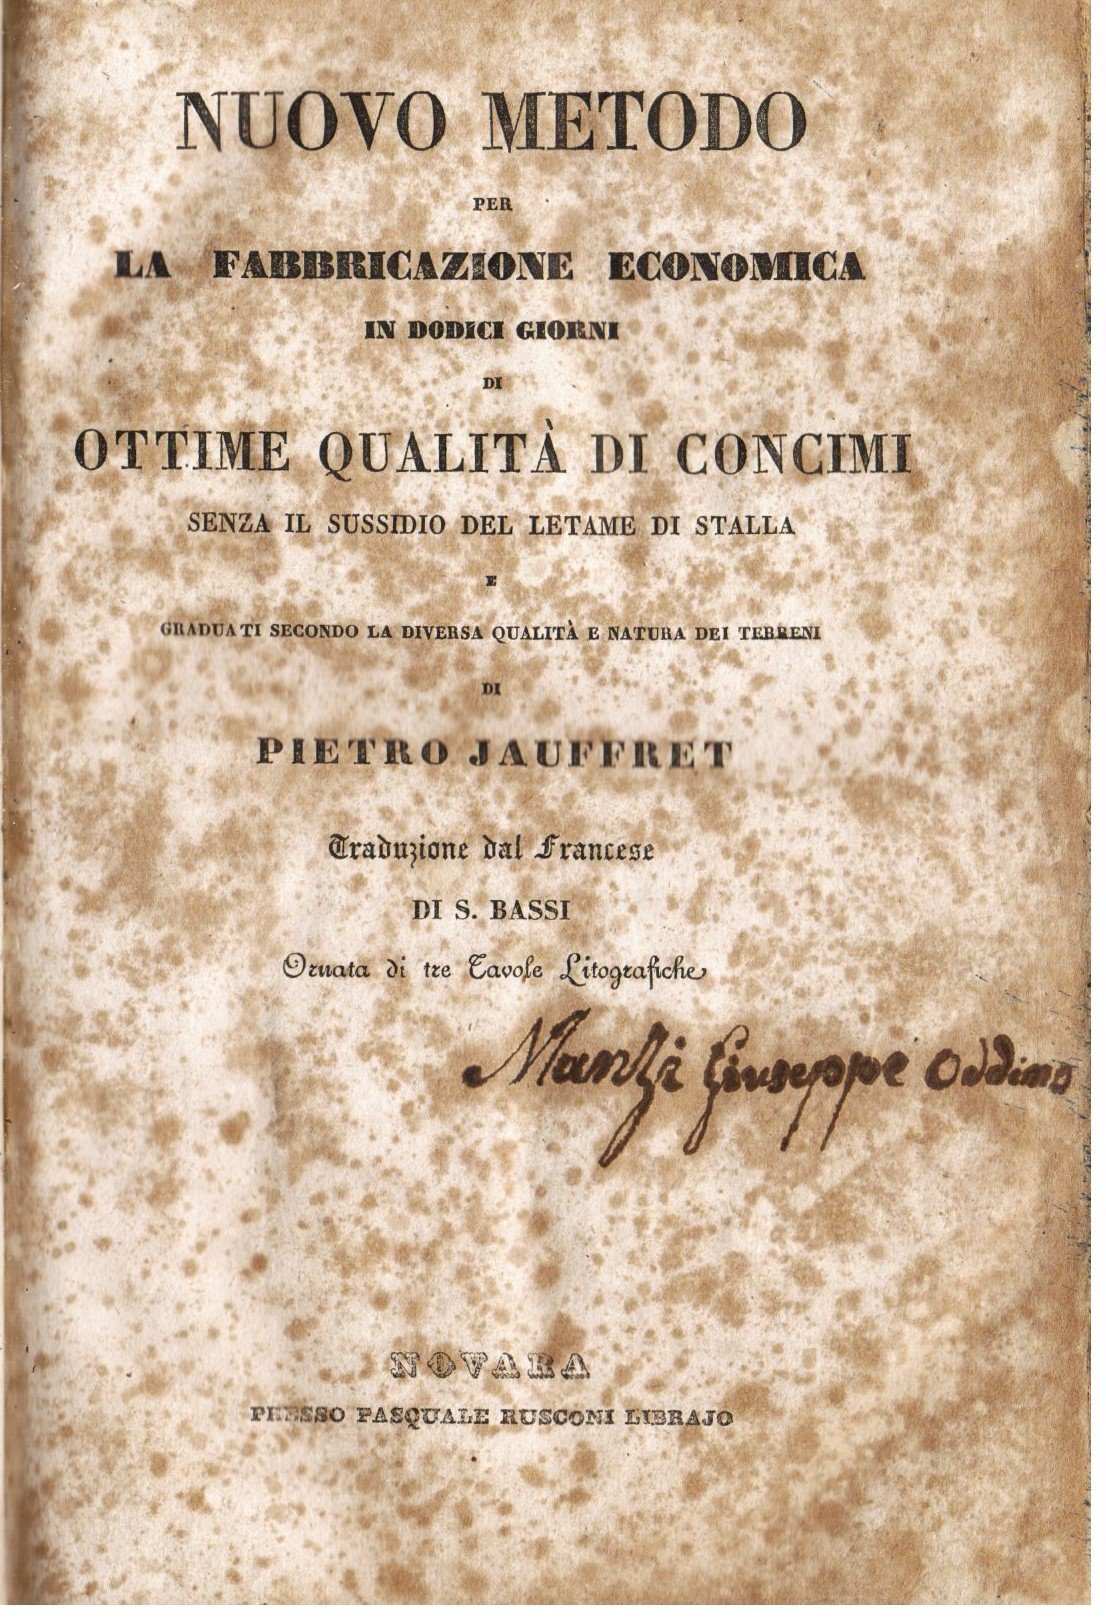 NUOVO METODO
PER
LA FABBRICAZIONE ECONOMICA
IN DODICI GIORNI
DI
OTTIME QUALITÀ DI CONCIMI
SENZA IL SUSSIDIO DEL LETAME DI STALLA
E
GRADUATI SECONDO LA DIVERSA QUALITÀ E NATURA DEI TERRENI
DI
PIETRO JAUFFRET
Traduzione dal Francese
DI S. BASSI
Ornata di tre Tavole Litografiche
Manzi Giuseppe Oddino
NOVARA
PRESSO PASQUALE RUSCONI LIBRAJO